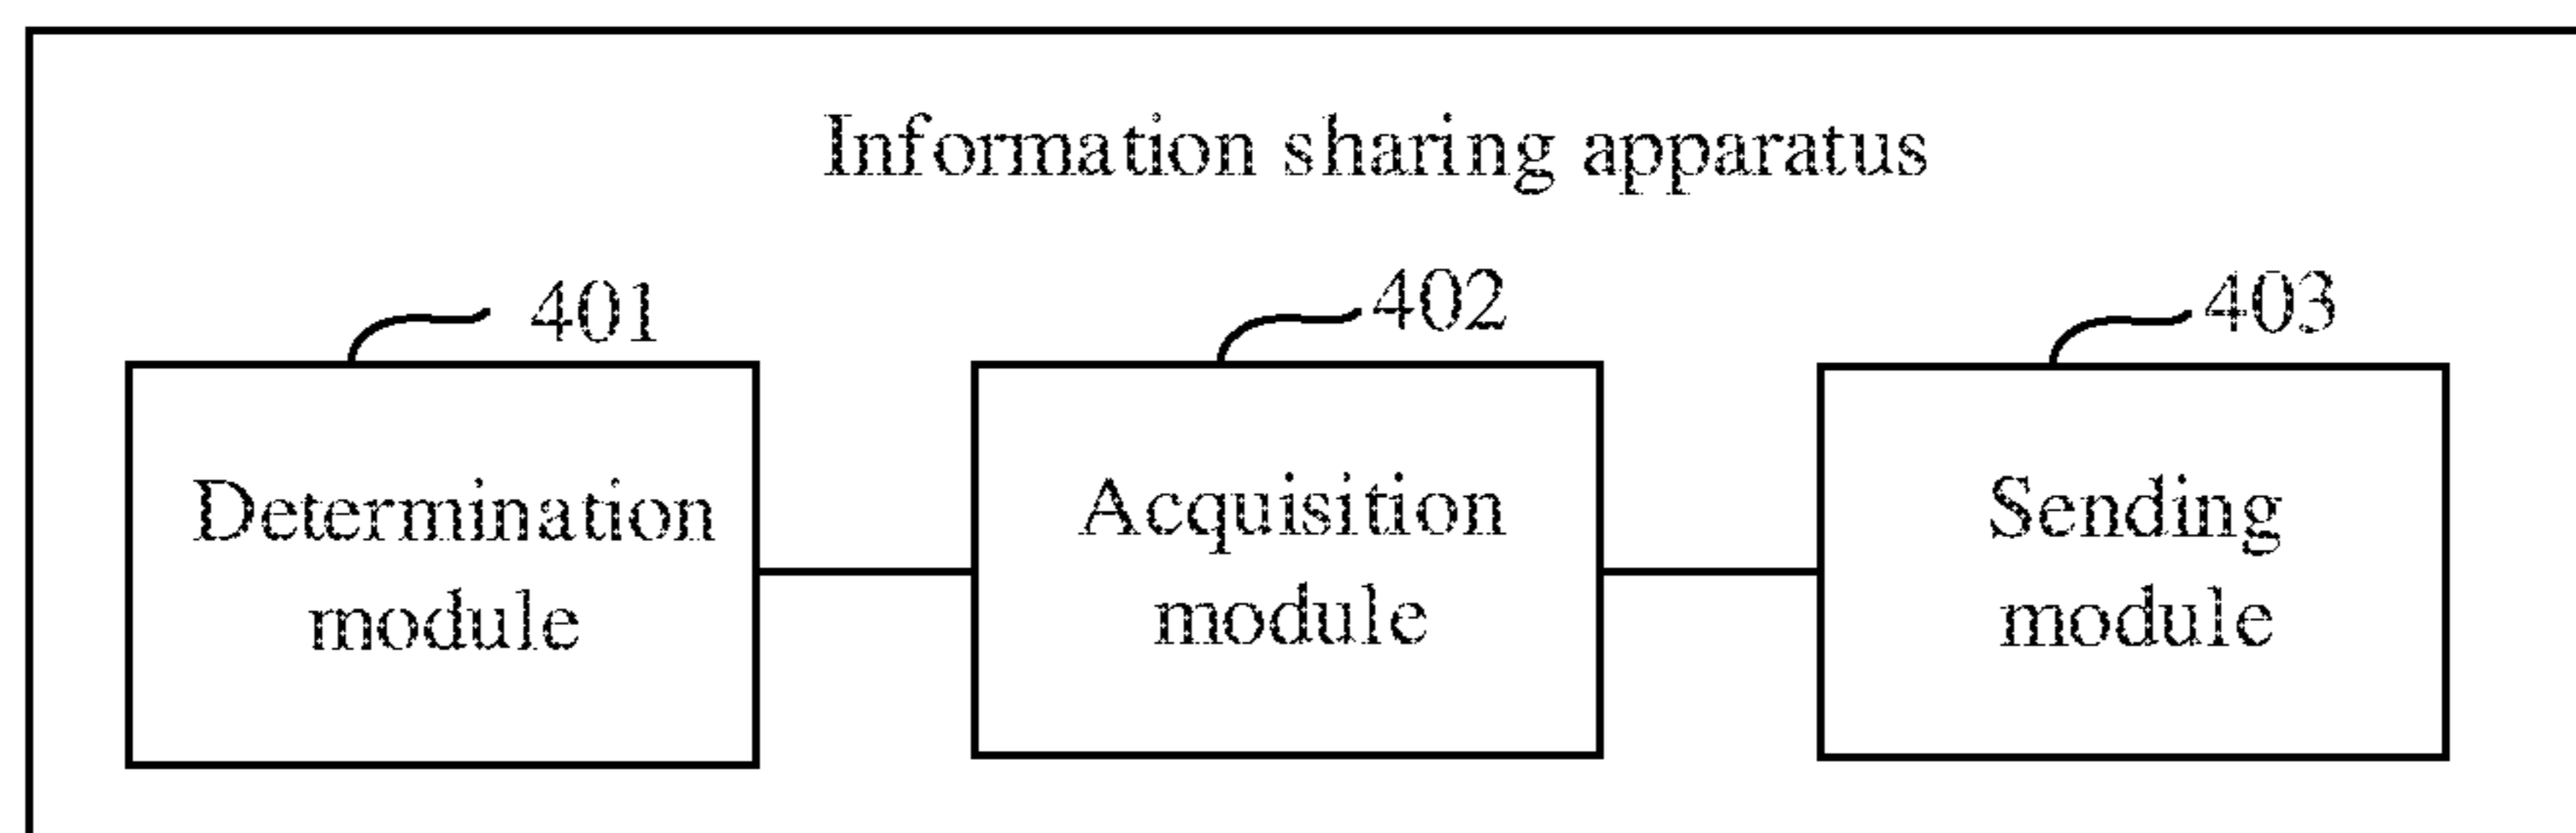 Information sharing apparatus
401
402
403
Determination
module
Acquisition
module
Sending
module